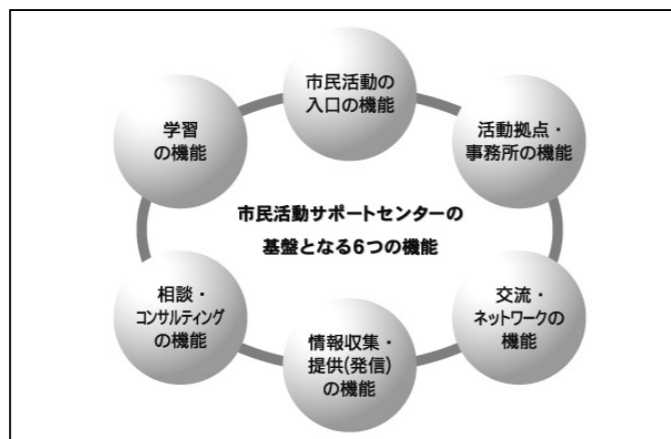 市民活動の
入口の機能
活動拠点・
事務所の機能
交流・
ネットワークの
機能
情報収集・
提供(発信)
の機能
相談・
コンサルティング
の機能
学習
の機能
市民活動サポートセンターの
基盤となる6つの機能